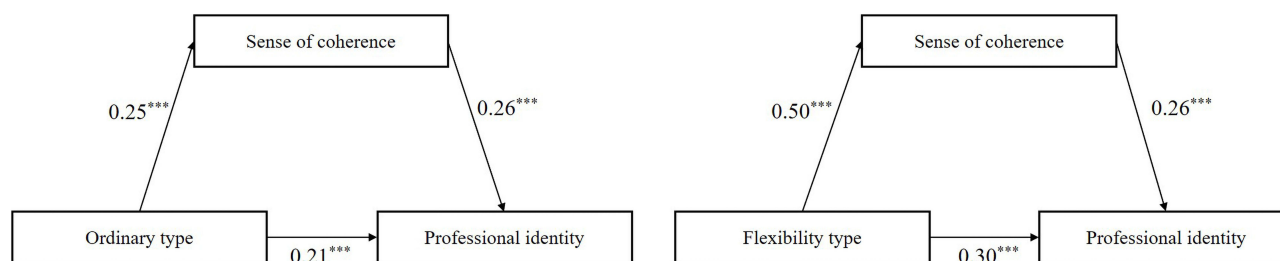 Sense of coherence
Sense of coherence
0.25***
0.26***
0.50***
0.26***
Ordinary type
Professional identity
Flexibility type
Professional identity
0.21***
0.30***